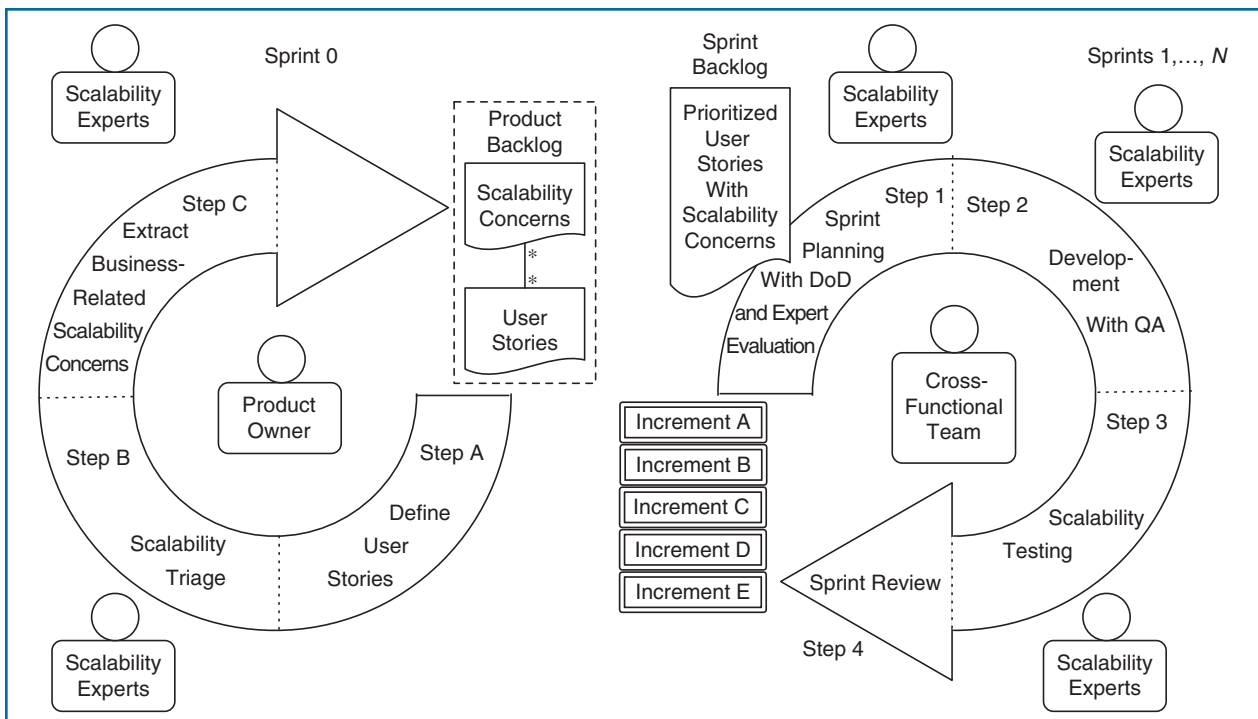 Scalability
Experts
Sprint 0
Product
Backlog
Scalability
Concerns
*
*
User
Stories
Step C
Extract
Business-
Related
Scalability
Concerns
Product
Owner
Step B
Scalability
Triage
Step A
Define
User
Stories
Scalability
Experts
Sprint
Backlog
Prioritized
User
Stories
With
Scalability
Concerns
Scalability
Experts
Sprints 1,..., N
Scalability
Experts
Step 1
Sprint
Planning
With DoD
and Expert
Evaluation
Step 2
Develop-
ment
With QA
Cross-
Functional
Team
Step 3
Scalability
Testing
Increment A
Increment B
Increment C
Increment D
Increment E
Sprint Review
Step 4
Scalability
Experts